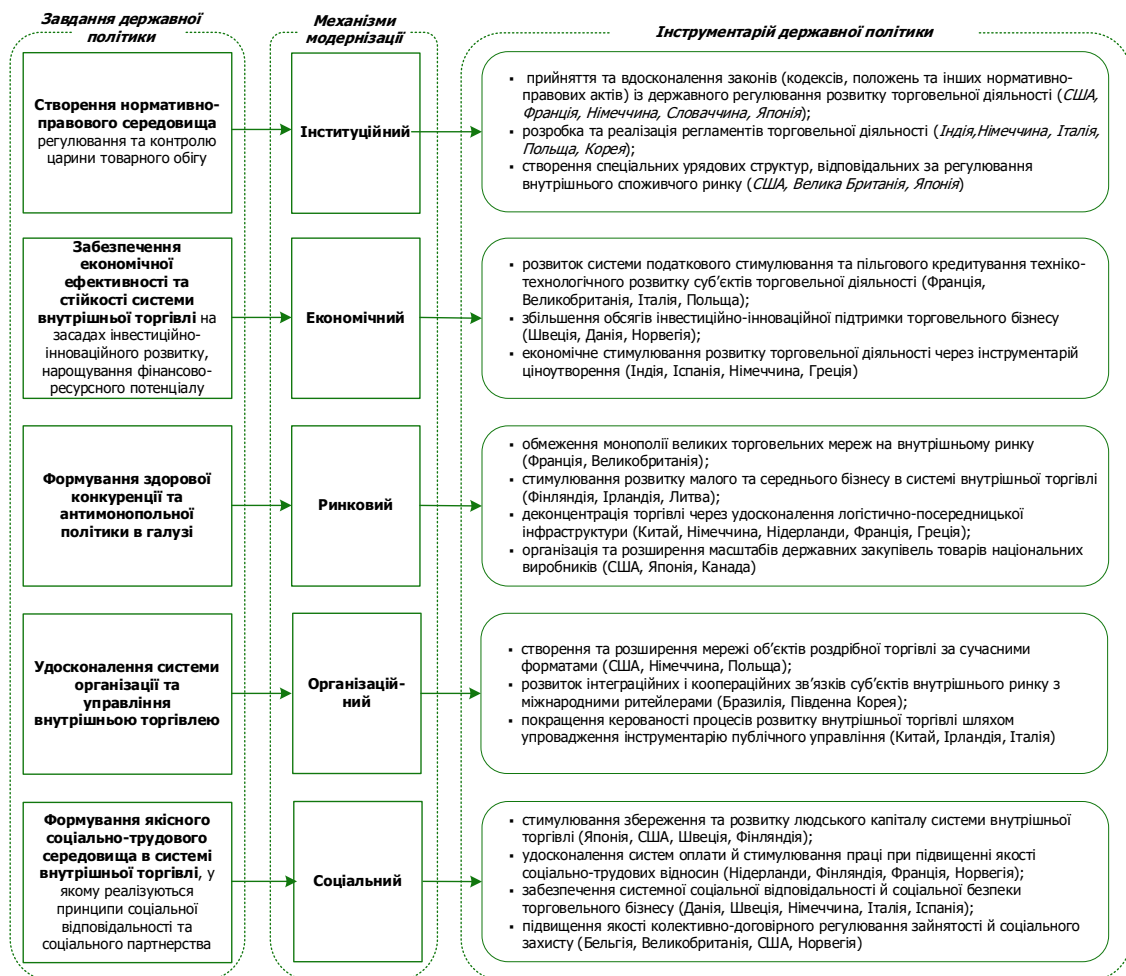 Завдання державної
політики
Механізми
модернізації
Інструментарій державної політики
Створення нормативно-
правового середовища
регулювання та контролю
царини товарного обігу
Інституційний
▪ прийняття та вдосконалення законів (кодексів, положень та інших нормативно-
правових актів) із державного регулювання розвитку торговельної діяльності (США,
Франція, Німеччина, Словаччина, Японія);
▪ розробка та реалізація регламентів торговельної діяльності (Індія,Німеччина, Італія,
Польща, Корея);
▪ створення спеціальних урядових структур, відповідальних за регулювання
внутрішнього споживчого ринку (США, Велика Британія, Японія)
Забезпечення
економічної
ефективності та
стійкості системи
внутрішньої торгівлі на
засадах інвестиційно-
інноваційного розвитку,
нарощування фінансово-
ресурсного потенціалу
Економічний
▪ розвиток системи податкового стимулювання та пільгового кредитування техніко-
технологічного розвитку суб’єктів торговельної діяльності (Франція,
Великобританія, Італія, Польща);
▪ збільшення обсягів інвестиційно-інноваційної підтримки торговельного бізнесу
(Швеція, Данія, Норвегія);
▪ економічне стимулювання розвитку торговельної діяльності через інструментарій
ціноутворення (Індія, Іспанія, Німеччина, Греція)
Формування здорової
конкуренції та
антимонопольної
політики в галузі
Ринковий
▪ обмеження монополії великих торговельних мереж на внутрішньому ринку
(Франція, Великобританія);
▪ стимулювання розвитку малого та середнього бізнесу в системі внутрішньої торгівлі
(Фінляндія, Ірландія, Литва);
▪ деконцентрація торгівлі через удосконалення логістично-посередницької
інфраструктури (Китай, Німеччина, Нідерланди, Франція, Греція);
▪ організація та розширення масштабів державних закупівель товарів національних
виробників (США, Японія, Канада)
Удосконалення системи
організації та
управління
внутрішньою торгівлею
Організацій-
ний
▪ створення та розширення мережі об’єктів роздрібної торгівлі за сучасними
форматами (США, Німеччина, Польща);
▪ розвиток інтеграційних і коопераційних зв’язків суб’єктів внутрішнього ринку з
міжнародними ритейлерами (Бразилія, Південна Корея);
▪ покращення керованості процесів розвитку внутрішньої торгівлі шляхом
упровадження інструментарію публічного управління (Китай, Ірландія, Італія)
Формування якісного
соціально-трудового
середовища в системі
внутрішньої торгівлі, у
якому реалізуються
принципи соціальної
відповідальності та
соціального партнерства
Соціальний
▪ стимулювання збереження та розвитку людського капіталу системи внутрішньої
торгівлі (Японія, США, Швеція, Фінляндія);
▪ удосконалення систем оплати й стимулювання праці при підвищенні якості
соціально-трудових відносин (Нідерланди, Фінляндія, Франція, Норвегія);
▪ забезпечення системної соціальної відповідальності й соціальної безпеки
торговельного бізнесу (Данія, Швеція, Німеччина, Італія, Іспанія);
▪ підвищення якості колективно-договірного регулювання зайнятості й соціального
захисту (Бельгія, Великобританія, США, Норвегія)